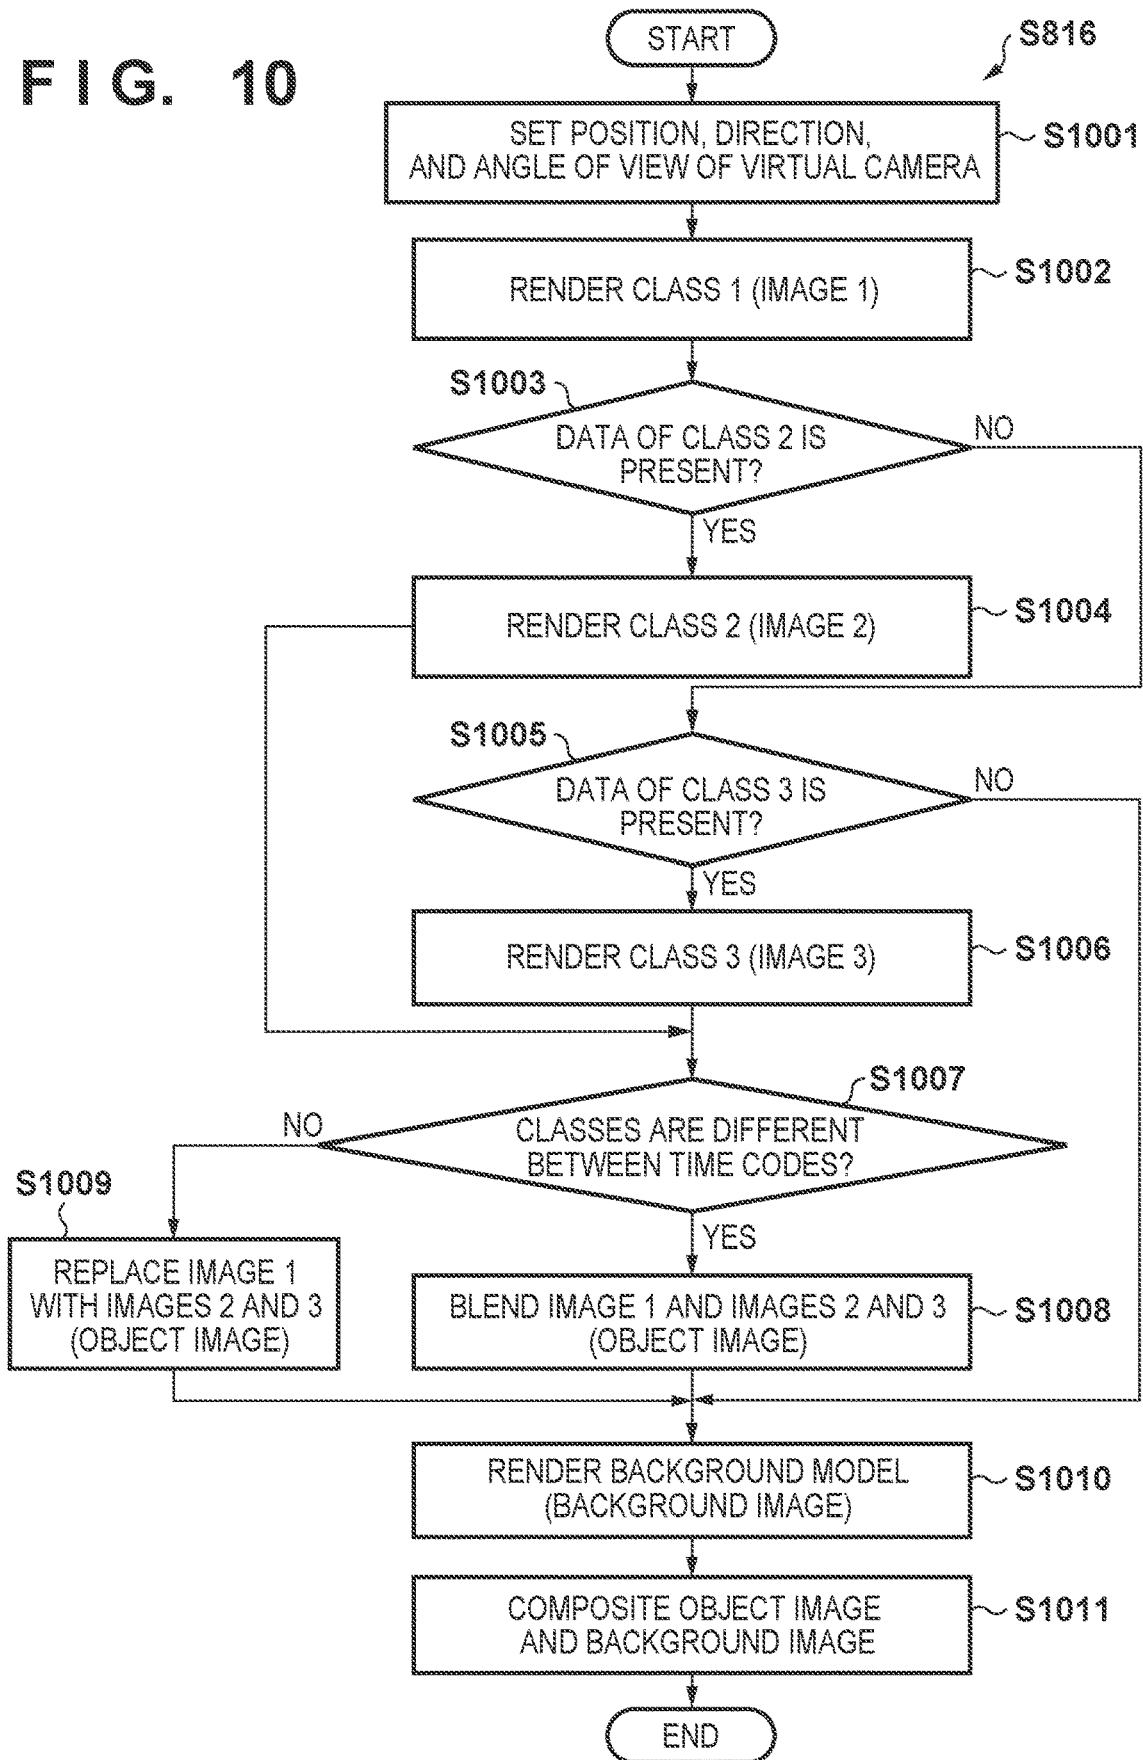 FIG. 10
START
S816
SET POSITION, DIRECTION,
AND ANGLE OF VIEW OF VIRTUAL CAMERA
S1001
RENDER CLASS 1 (IMAGE 1)
S1002
S1003
DATA OF CLASS 2 IS
PRESENT?
NO
YES
RENDER CLASS 2 (IMAGE 2)
S1004
S1005
DATA OF CLASS 3 IS
PRESENT?
NO
YES
RENDER CLASS 3 (IMAGE 3)
S1006
S1007
CLASSES ARE DIFFERENT
BETWEEN TIME CODES?
NO
YES
S1009
REPLACE IMAGE 1
WITH IMAGES 2 AND 3
(OBJECT IMAGE)
BLEND IMAGE 1 AND IMAGES 2 AND 3
(OBJECT IMAGE)
S1008
RENDER BACKGROUND MODEL
(BACKGROUND IMAGE)
S1010
COMPOSITE OBJECT IMAGE
AND BACKGROUND IMAGE
S1011
END